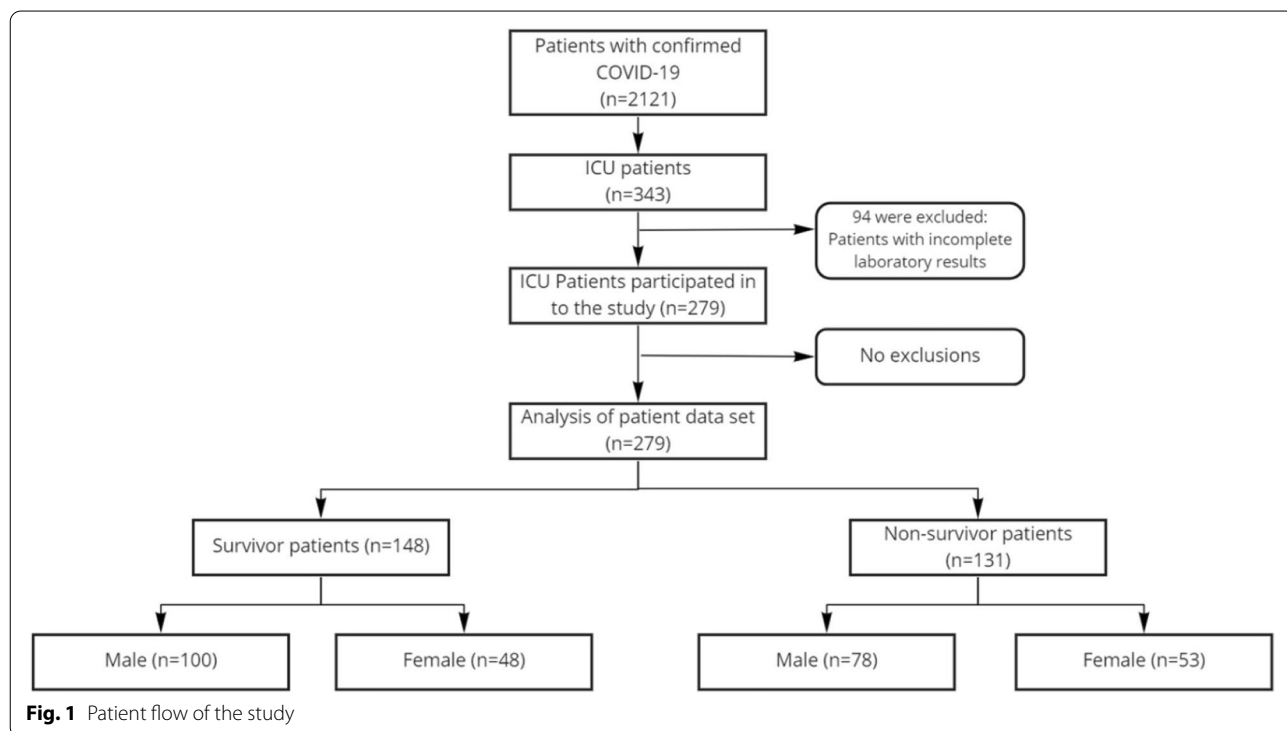 Patients with confirmed
COVID-19
(n=2121)
ICU patients
(n=343)
94 were excluded:
Patients with incomplete
laboratory results
ICU Patients participated in
to the study (n=279)
No exclusions
Analysis of patient data set
(n=279)
Survivor patients (n=148)
Non-survivor patients
(n=131)
Male (n=100)
Female (n=48)
Male (n=78)
Female (n=53)
Fig. 1 Patient flow of the study